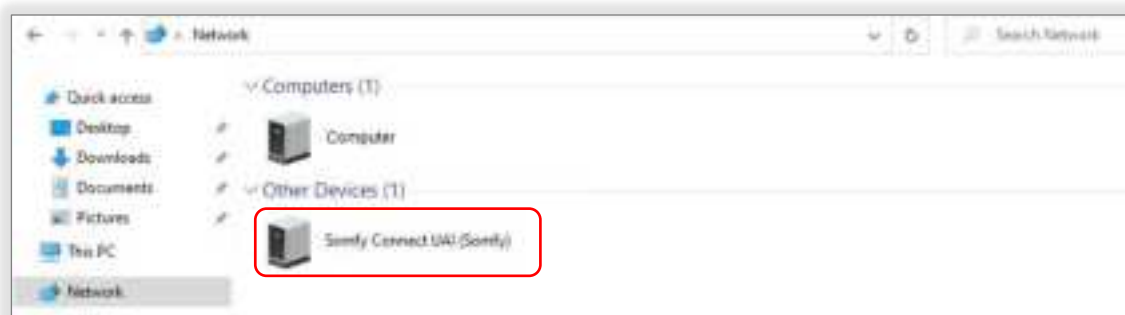 Network
Search Network
Quick access
Desktop
Downloads
Documents
Pictures
This PC
Network
Computers (1)
Computer
Other Devices (1)
Somfy Connect UAI (Somfy)